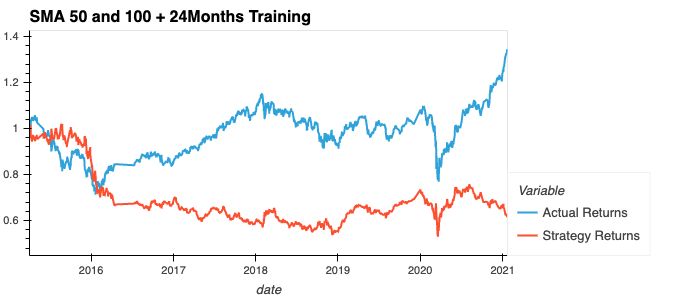 SMA 50 and 100 + 24Months Training
1.4
1.2
1
0.8
0.6
2016
2017
2018
2019
2020
2021
date
Variable
Actual Returns
Strategy Returns